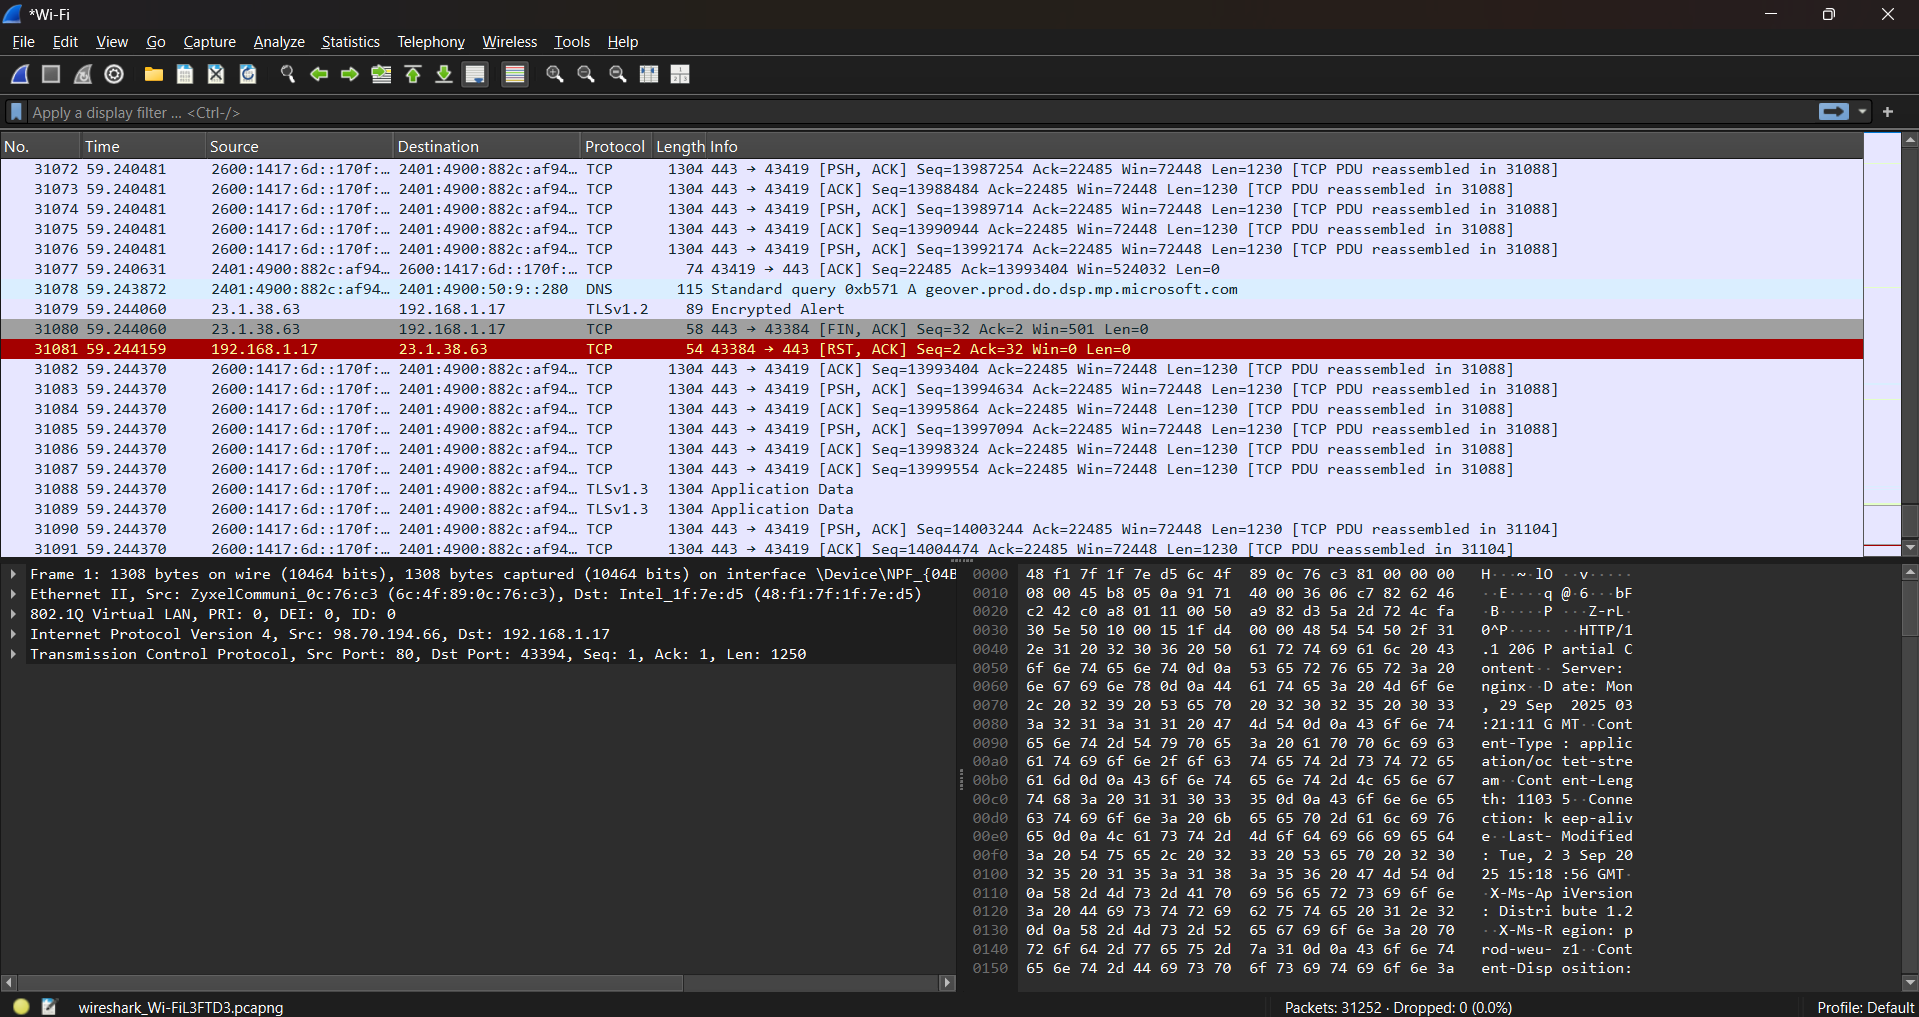 *Wi-Fi
File Edit View Go Capture Analyze Statistics Telephony Wireless Tools Help
Apply a display filter ... <Ctrl-/>
No. Time Source Destination Protocol Length Info
31072 59.240481 2600:1417:6d::170f:… 2401:4900:882c:af94… TCP 1304 443 → 43419 [PSH, ACK] Seq=13987254 Ack=22485 Win=72448 Len=1230 [TCP PDU reassembled in 31088]
31073 59.240481 2600:1417:6d::170f:… 2401:4900:882c:af94… TCP 1304 443 → 43419 [ACK] Seq=13988484 Ack=22485 Win=72448 Len=1230 [TCP PDU reassembled in 31088]
31074 59.240481 2600:1417:6d::170f:… 2401:4900:882c:af94… TCP 1304 443 → 43419 [PSH, ACK] Seq=13989714 Ack=22485 Win=72448 Len=1230 [TCP PDU reassembled in 31088]
31075 59.240481 2600:1417:6d::170f:… 2401:4900:882c:af94… TCP 1304 443 → 43419 [ACK] Seq=13990944 Ack=22485 Win=72448 Len=1230 [TCP PDU reassembled in 31088]
31076 59.240481 2600:1417:6d::170f:… 2401:4900:882c:af94… TCP 1304 443 → 43419 [PSH, ACK] Seq=13992174 Ack=22485 Win=72448 Len=1230 [TCP PDU reassembled in 31088]
31077 59.240631 2401:4900:882c:af94… 2600:1417:6d::170f:… TCP 74 43419 → 443 [ACK] Seq=22485 Ack=13993404 Win=524032 Len=0
31078 59.243872 2401:4900:882c:af94… 2401:4900:50:9::280 DNS 115 Standard query 0xb571 A geover.prod.do.dsp.mp.microsoft.com
31079 59.244060 23.1.38.63 192.168.1.17 TLSv1.2 89 Encrypted Alert
31080 59.244060 23.1.38.63 192.168.1.17 TCP 58 443 → 43384 [FIN, ACK] Seq=32 Ack=2 Win=501 Len=0
31081 59.244159 192.168.1.17 23.1.38.63 TCP 54 43384 → 443 [RST, ACK] Seq=2 Ack=32 Win=0 Len=0
31082 59.244370 2600:1417:6d::170f:… 2401:4900:882c:af94… TCP 1304 443 → 43419 [ACK] Seq=13993404 Ack=22485 Win=72448 Len=1230 [TCP PDU reassembled in 31088]
31083 59.244370 2600:1417:6d::170f:… 2401:4900:882c:af94… TCP 1304 443 → 43419 [PSH, ACK] Seq=13994634 Ack=22485 Win=72448 Len=1230 [TCP PDU reassembled in 31088]
31084 59.244370 2600:1417:6d::170f:… 2401:4900:882c:af94… TCP 1304 443 → 43419 [ACK] Seq=13995864 Ack=22485 Win=72448 Len=1230 [TCP PDU reassembled in 31088]
31085 59.244370 2600:1417:6d::170f:… 2401:4900:882c:af94… TCP 1304 443 → 43419 [PSH, ACK] Seq=13997094 Ack=22485 Win=72448 Len=1230 [TCP PDU reassembled in 31088]
31086 59.244370 2600:1417:6d::170f:… 2401:4900:882c:af94… TCP 1304 443 → 43419 [ACK] Seq=13998324 Ack=22485 Win=72448 Len=1230 [TCP PDU reassembled in 31088]
31087 59.244370 2600:1417:6d::170f:… 2401:4900:882c:af94… TCP 1304 443 → 43419 [ACK] Seq=13999554 Ack=22485 Win=72448 Len=1230 [TCP PDU reassembled in 31088]
31088 59.244370 2600:1417:6d::170f:… 2401:4900:882c:af94… TLSv1.3 1304 Application Data
31089 59.244370 2600:1417:6d::170f:… 2401:4900:882c:af94… TLSv1.3 1304 Application Data
31090 59.244370 2600:1417:6d::170f:… 2401:4900:882c:af94… TCP 1304 443 → 43419 [PSH, ACK] Seq=14003244 Ack=22485 Win=72448 Len=1230 [TCP PDU reassembled in 31104]
31091 59.244370 2600:1417:6d::170f:… 2401:4900:882c:af94… TCP 1304 443 → 43419 [ACK] Seq=14004474 Ack=22485 Win=72448 Len=1230 [TCP PDU reassembled in 31104]
Frame 1: 1308 bytes on wire (10464 bits), 1308 bytes captured (10464 bits) on interface \Device\NPF_{04B
Ethernet II, Src: ZyxelCommuni_0c:76:c3 (6c:4f:89:0c:76:c3), Dst: Intel_1f:7e:d5 (48:f1:7f:1f:7e:d5)
802.1Q Virtual LAN, PRI: 0, DEI: 0, ID: 0
Internet Protocol Version 4, Src: 98.70.194.66, Dst: 192.168.1.17
Transmission Control Protocol, Src Port: 80, Dst Port: 43394, Seq: 1, Ack: 1, Len: 1250
0000 48 f1 7f 1f 7e d5 6c 4f 89 0c 76 c3 81 00 00 00 H···~·lO ··v·····
0010 08 00 45 b8 05 0a 91 71 40 00 36 06 c7 82 62 46 ··E····q @·6···bF
0020 c2 42 c0 a8 01 11 00 50 a9 82 d3 5a 2d 72 4c fa ·B·····P ···Z-rL·
0030 30 5e 50 10 00 15 1f d4 00 00 48 54 54 50 2f 31 0^P····· ··HTTP/1
0040 2e 31 20 32 30 36 20 50 61 72 74 69 61 6c 20 43 .1 206 P artial C
0050 6f 6e 74 65 6e 74 0d 0a 53 65 72 76 65 72 3a 20 ontent·· Server:
0060 6e 67 69 6e 78 0d 0a 44 61 74 65 3a 20 4d 6f 6e nginx··D ate: Mon
0070 2c 20 32 39 20 53 65 70 20 32 30 32 35 20 30 33 , 29 Sep 2025 03
0080 3a 32 31 3a 31 31 20 47 4d 54 0d 0a 43 6f 6e 74 :21:11 G MT··Cont
0090 65 6e 74 2d 54 79 70 65 3a 20 61 70 70 6c 69 63 ent-Type : applic
00a0 61 74 69 6f 6e 2f 6f 63 74 65 74 2d 73 74 72 65 ation/oc tet-stre
00b0 61 6d 0d 0a 43 6f 6e 74 65 6e 74 2d 4c 65 6e 67 am··Cont ent-Leng
00c0 74 68 3a 20 31 31 30 33 35 0d 0a 43 6f 6e 6e 65 th: 1103 5··Conne
00d0 63 74 69 6f 6e 3a 20 6b 65 65 70 2d 61 6c 69 76 ction: k eep-aliv
00e0 65 0d 0a 4c 61 73 74 2d 4d 6f 64 69 66 69 65 64 e··Last- Modified
00f0 3a 20 54 75 65 2c 20 32 33 20 53 65 70 20 32 30 : Tue, 2 3 Sep 20
0100 32 35 20 31 35 3a 31 38 3a 35 36 20 47 4d 54 0d 25 15:18 :56 GMT·
0110 0a 58 2d 4d 73 2d 41 70 69 56 65 72 73 69 6f 6e ·X-Ms-Ap iVersion
0120 3a 20 44 69 73 74 72 69 62 75 74 65 20 31 2e 32 : Distri bute 1.2
0130 0d 0a 58 2d 4d 73 2d 52 65 67 69 6f 6e 3a 20 70 ··X-Ms-R egion: p
0140 72 6f 64 2d 77 65 75 2d 7a 31 0d 0a 43 6f 6e 74 rod-weu- z1··Cont
0150 65 6e 74 2d 44 69 73 70 6f 73 69 74 69 6f 6e 3a ent-Disp osition:
wireshark_Wi-FiL3FTD3.pcapng Packets: 31252 · Dropped: 0 (0.0%) Profile: Default